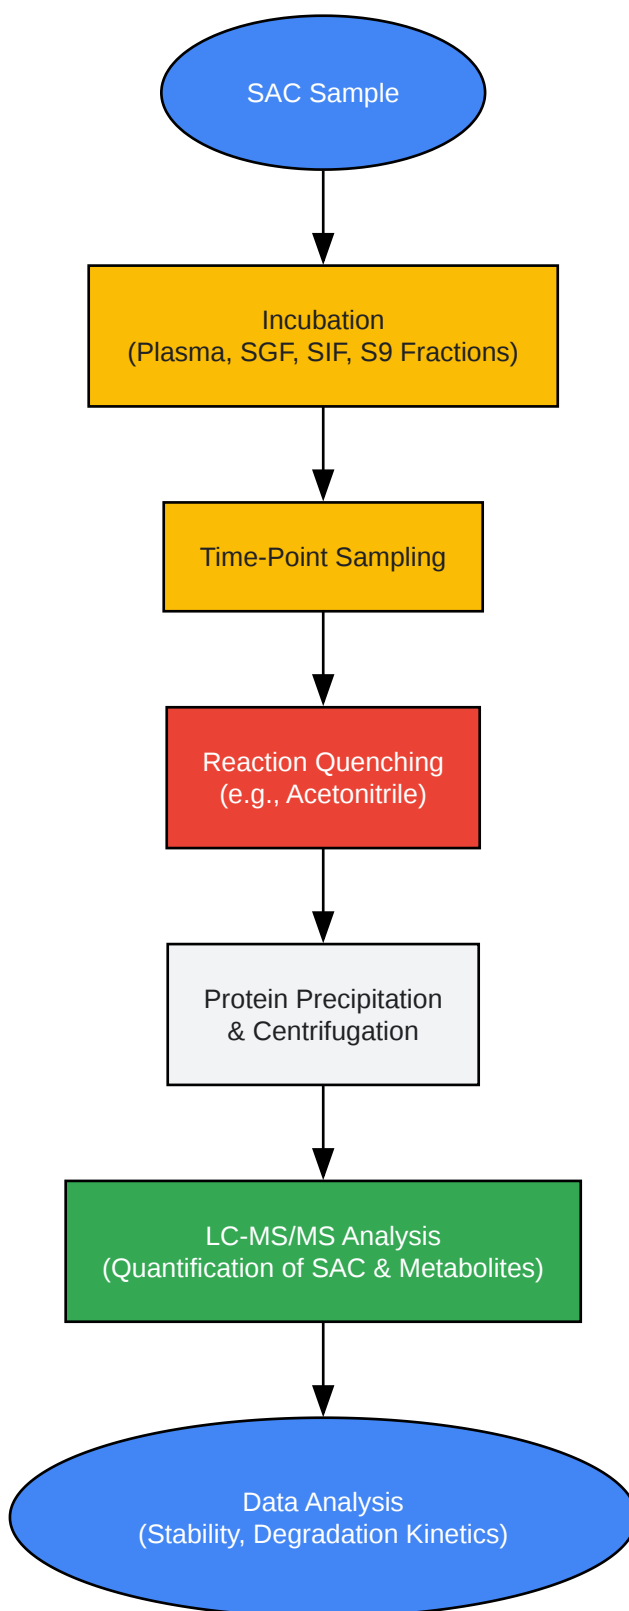 SAC Sample
Incubation
(Plasma, SGF, SIF, S9 Fractions)
Time-Point Sampling
Reaction Quenching
(e.g., Acetonitrile)
Protein Precipitation
& Centrifugation
LC-MS/MS Analysis
(Quantification of SAC & Metabolites)
Data Analysis
(Stability, Degradation Kinetics)